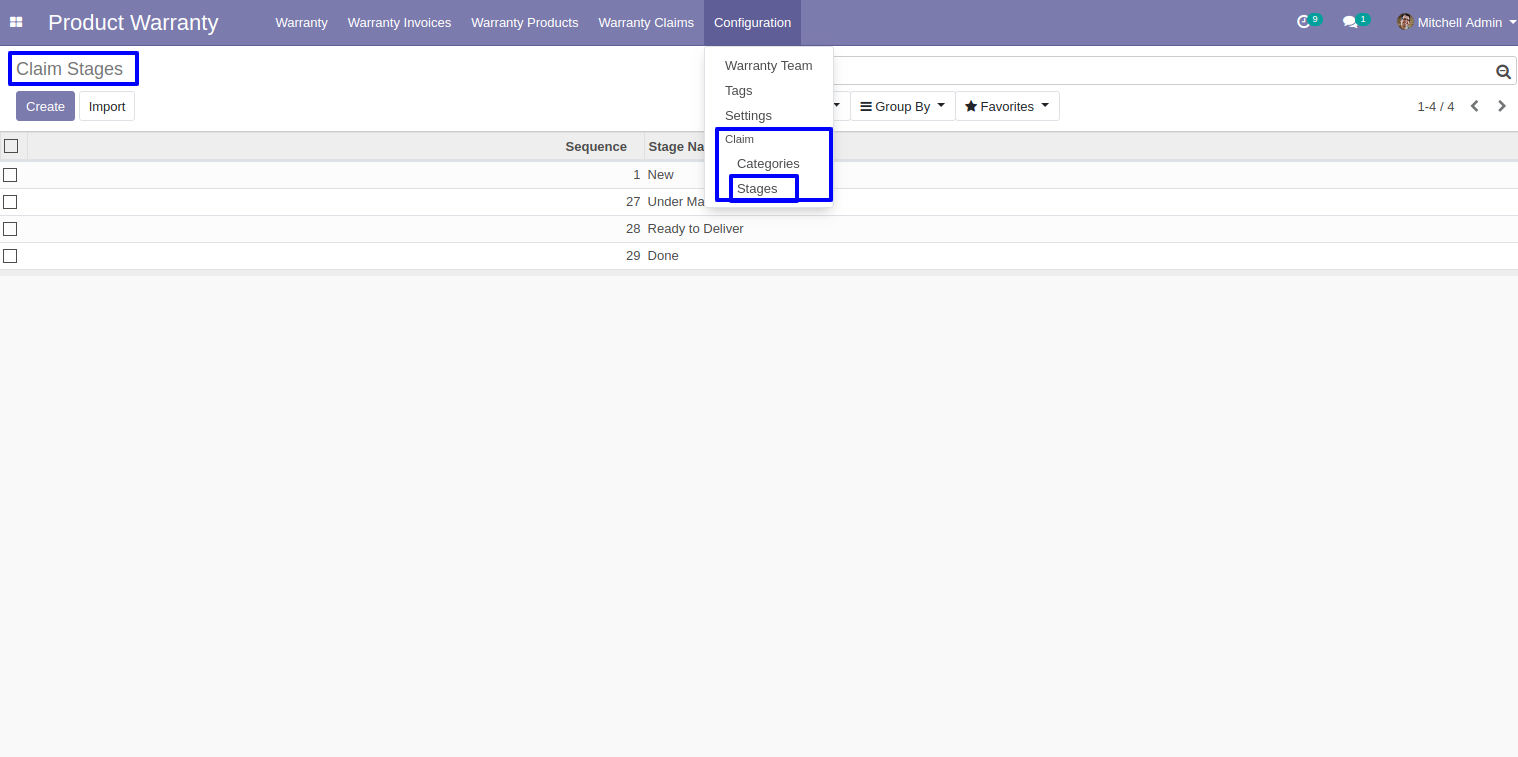 Product Warranty Warranty Warranty Invoices Warranty Products Warranty Claims Configuration 9 1 Mitchell Admin
Claim Stages
Create Import
Group By Favorites 1-4 / 4
Warranty Team
Tags
Settings
Claim
Categories
Stages
Sequence Stage Na
1 New
27 Under Ma
28 Ready to Deliver
29 Done